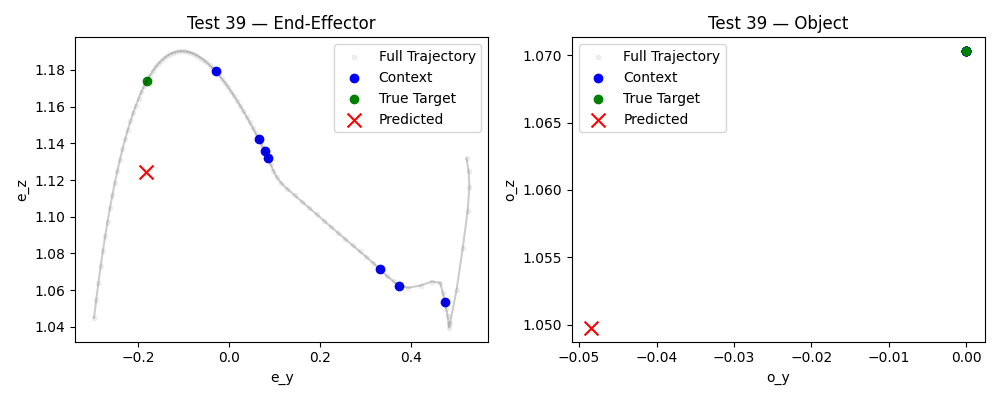 Test 39 — End-Effector
Full Trajectory
Context
True Target
Predicted
1.18
1.16
1.14
1.12
1.10
1.08
1.06
1.04
e_z
−0.2
0.0
0.2
0.4
e_y
Test 39 — Object
Full Trajectory
Context
True Target
Predicted
1.070
1.065
1.060
1.055
1.050
o_z
−0.05
−0.04
−0.03
−0.02
−0.01
0.00
o_y